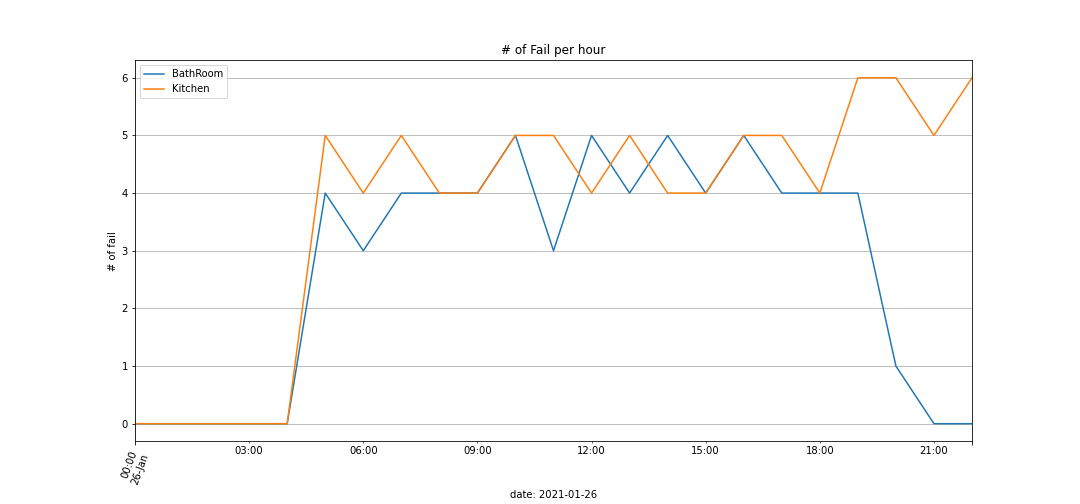 # of Fail per hour
BathRoom
Kitchen
6
5
4
3
2
1
0
# of fail
00:00
26-Jan
03:00
06:00
09:00
12:00
15:00
18:00
21:00
date: 2021-01-26